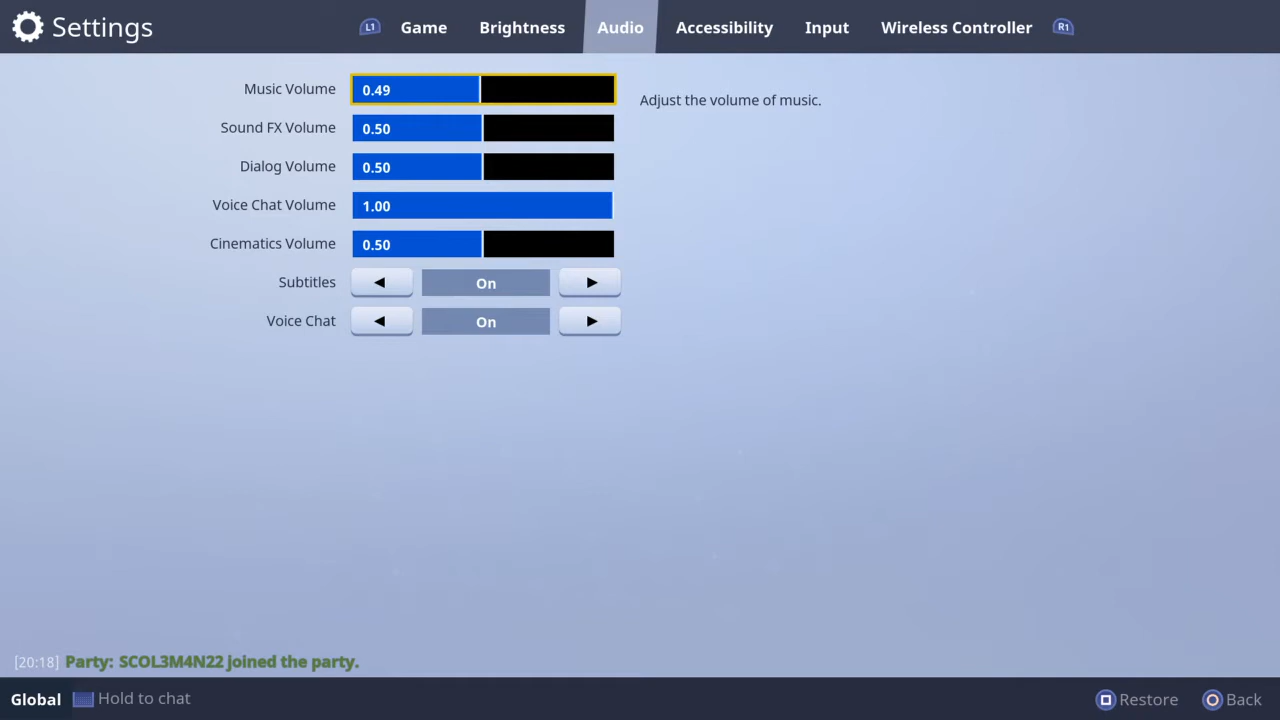 Settings
L1 Game Brightness Audio Accessibility Input Wireless Controller R1
Music Volume 0.49
Adjust the volume of music.
Sound FX Volume 0.50
Dialog Volume 0.50
Voice Chat Volume 1.00
Cinematics Volume 0.50
Subtitles ◀ On ▶
Voice Chat ◀ On ▶
[20:18] Party: SCOL3M4N22 joined the party.
Global Hold to chat
Restore Back